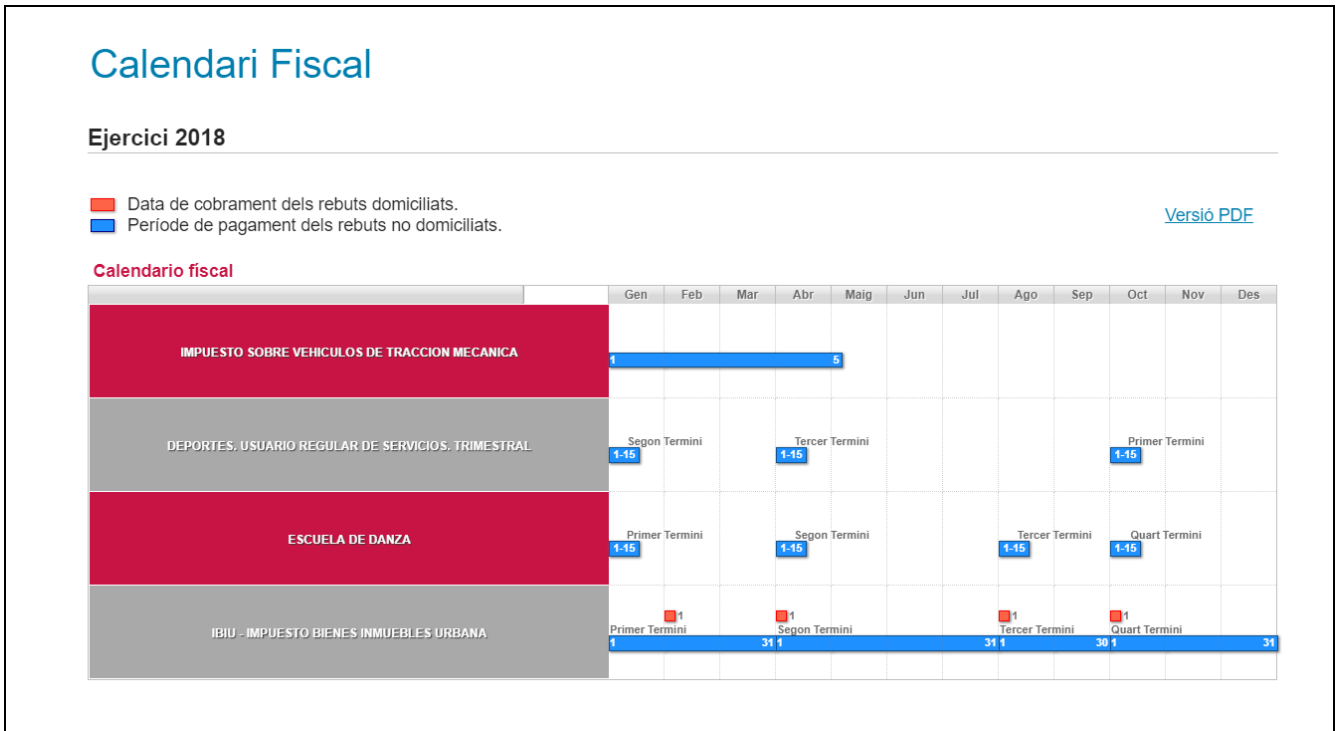 Calendari Fiscal
Ejercici 2018
Data de cobrament dels rebuts domiciliats.
Període de pagament dels rebuts no domiciliats.
Versió PDF
Calendario físcal
Gen Feb Mar Abr Maig Jun Jul Ago Sep Oct Nov Des
IMPUESTO SOBRE VEHICULOS DE TRACCION MECANICA
1 5
DEPORTES. USUARIO REGULAR DE SERVICIOS. TRIMESTRAL
Segon Termini Tercer Termini Primer Termini
1-15 1-15 1-15
ESCUELA DE DANZA
Primer Termini Segon Termini Tercer Termini Quart Termini
1-15 1-15 1-15 1-15
IBIU - IMPUESTO BIENES INMUEBLES URBANA
1 1 1 1
Primer Termini Segon Termini Tercer Termini Quart Termini
1 31 1 31 1 30 1 31